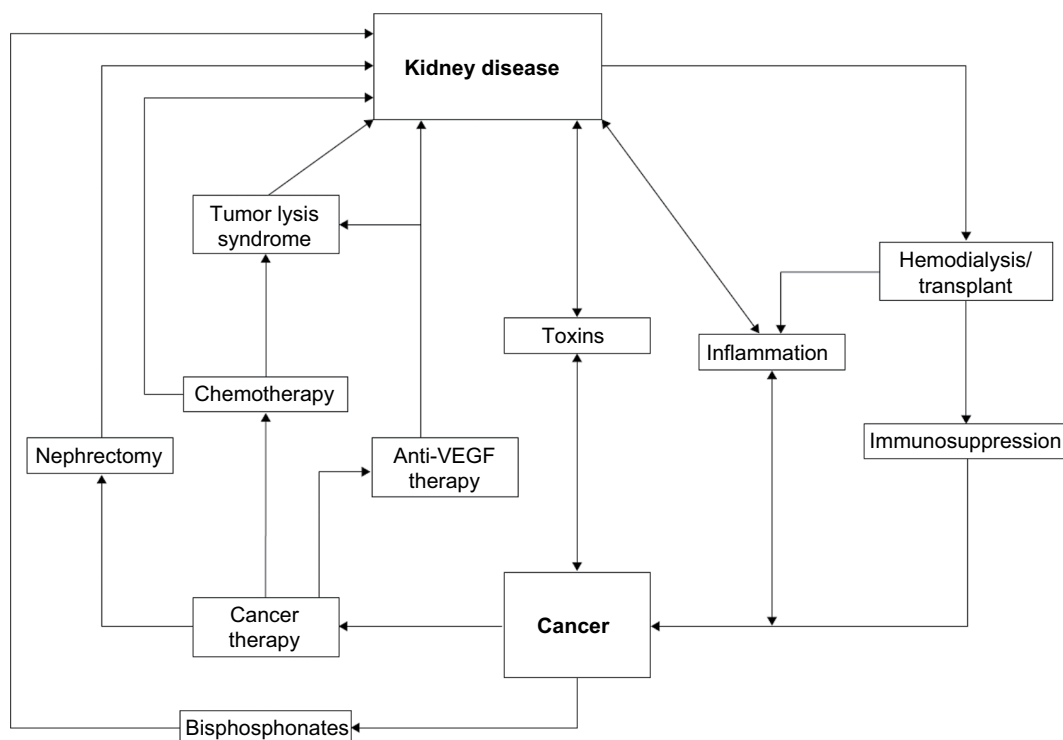 Kidney disease
Tumor lysis
syndrome
Hemodialysis/
transplant
Toxins
Inflammation
Chemotherapy
Nephrectomy
Anti-VEGF
therapy
Immunosuppression
Cancer
therapy
Cancer
Bisphosphonates